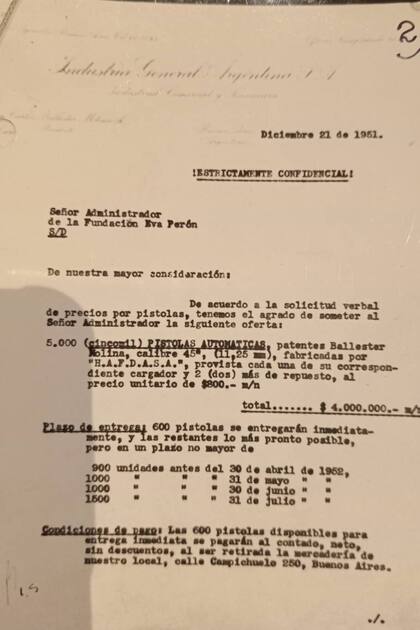 2
Industria General Argentina S A
Industrial Comercial y Financiera
Diciembre 21 de 1951.
!ESTRICTAMENTE CONFIDENCIAL!
Señor Administrador
de la Fundación Eva Perón
S/D
De nuestra mayor consideración:
De acuerdo a la solicitud verbal
de precios por pistolas, tenemos el agrado de someter al
Señor Administrador la siguiente oferta:
5.000 (cincomil) PISTOLAS AUTOMATICAS, patentes Ballester
Molina, calibre 45", (11,25 mm), fabricadas por
"H.A.F.D.A.S.A.", provista cada una de su correspon-
diente cargador y 2 (dos) más de repuesto, al
precio unitario de $800.- m/n
total....... $ 4.000.000.- m/n
Plazo de entrega: 600 pistolas se entregarán inmediata-
mente, y las restantes lo más pronto posible,
pero en un plazo no mayor de
900 unidades antes del 30 de abril de 1952,
1000 " " " 31 de mayo " "
1000 " " " 30 de junio " "
1500 " " " 31 de julio " "
Condiciones de pago: Las 600 pistolas disponibles para
entrega inmediata se pagarán al contado, neto,
sin descuentos, al ser retirada la mercadería de
nuestro local, calle Campichuelo 250, Buenos Aires.
./.